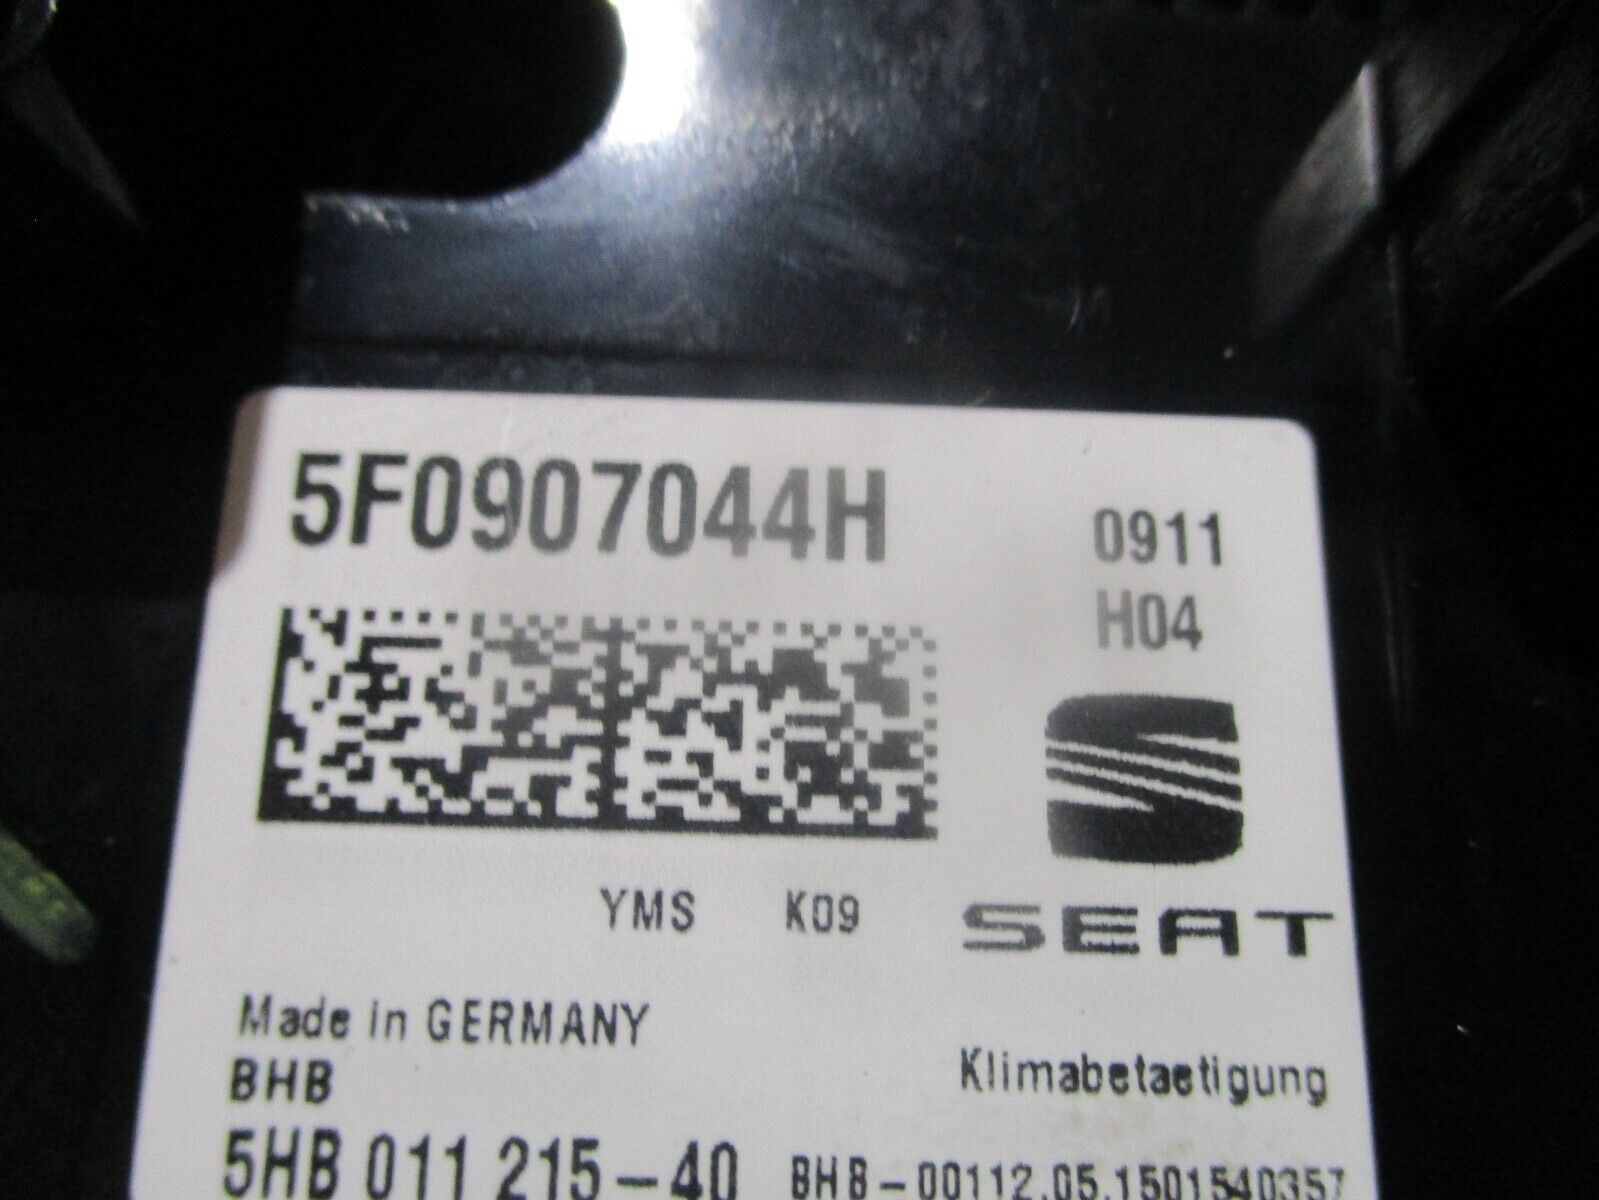 5F0907044H
0911
H04
YMS K09
SEAT
Made in GERMANY
BHB
Klimabetaetigung
5HB 011 215-40
BHB-00112.05.1501540357